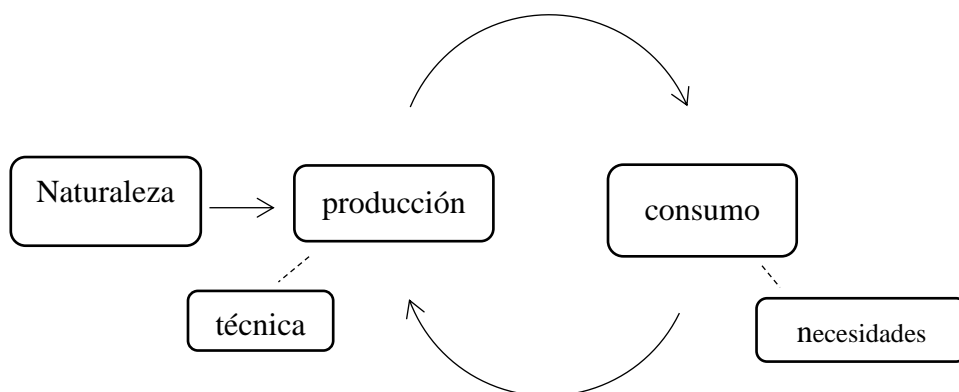 Naturaleza
producción
consumo
técnica
necesidades